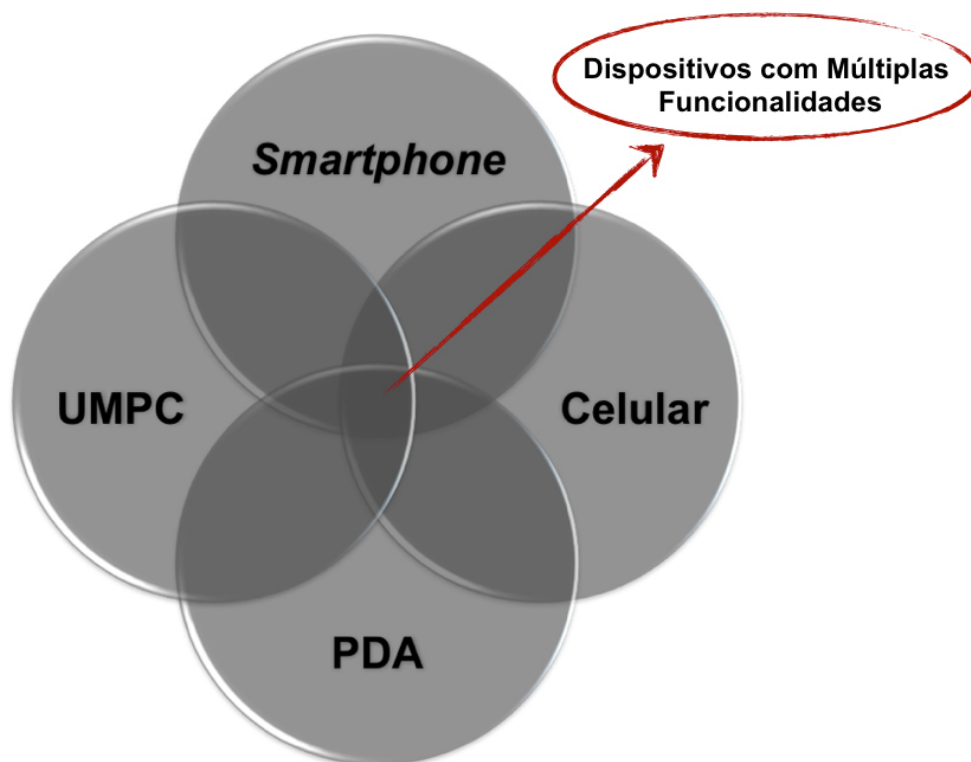 Dispositivos com Múltiplas
Funcionalidades
Smartphone
UMPC
Celular
PDA